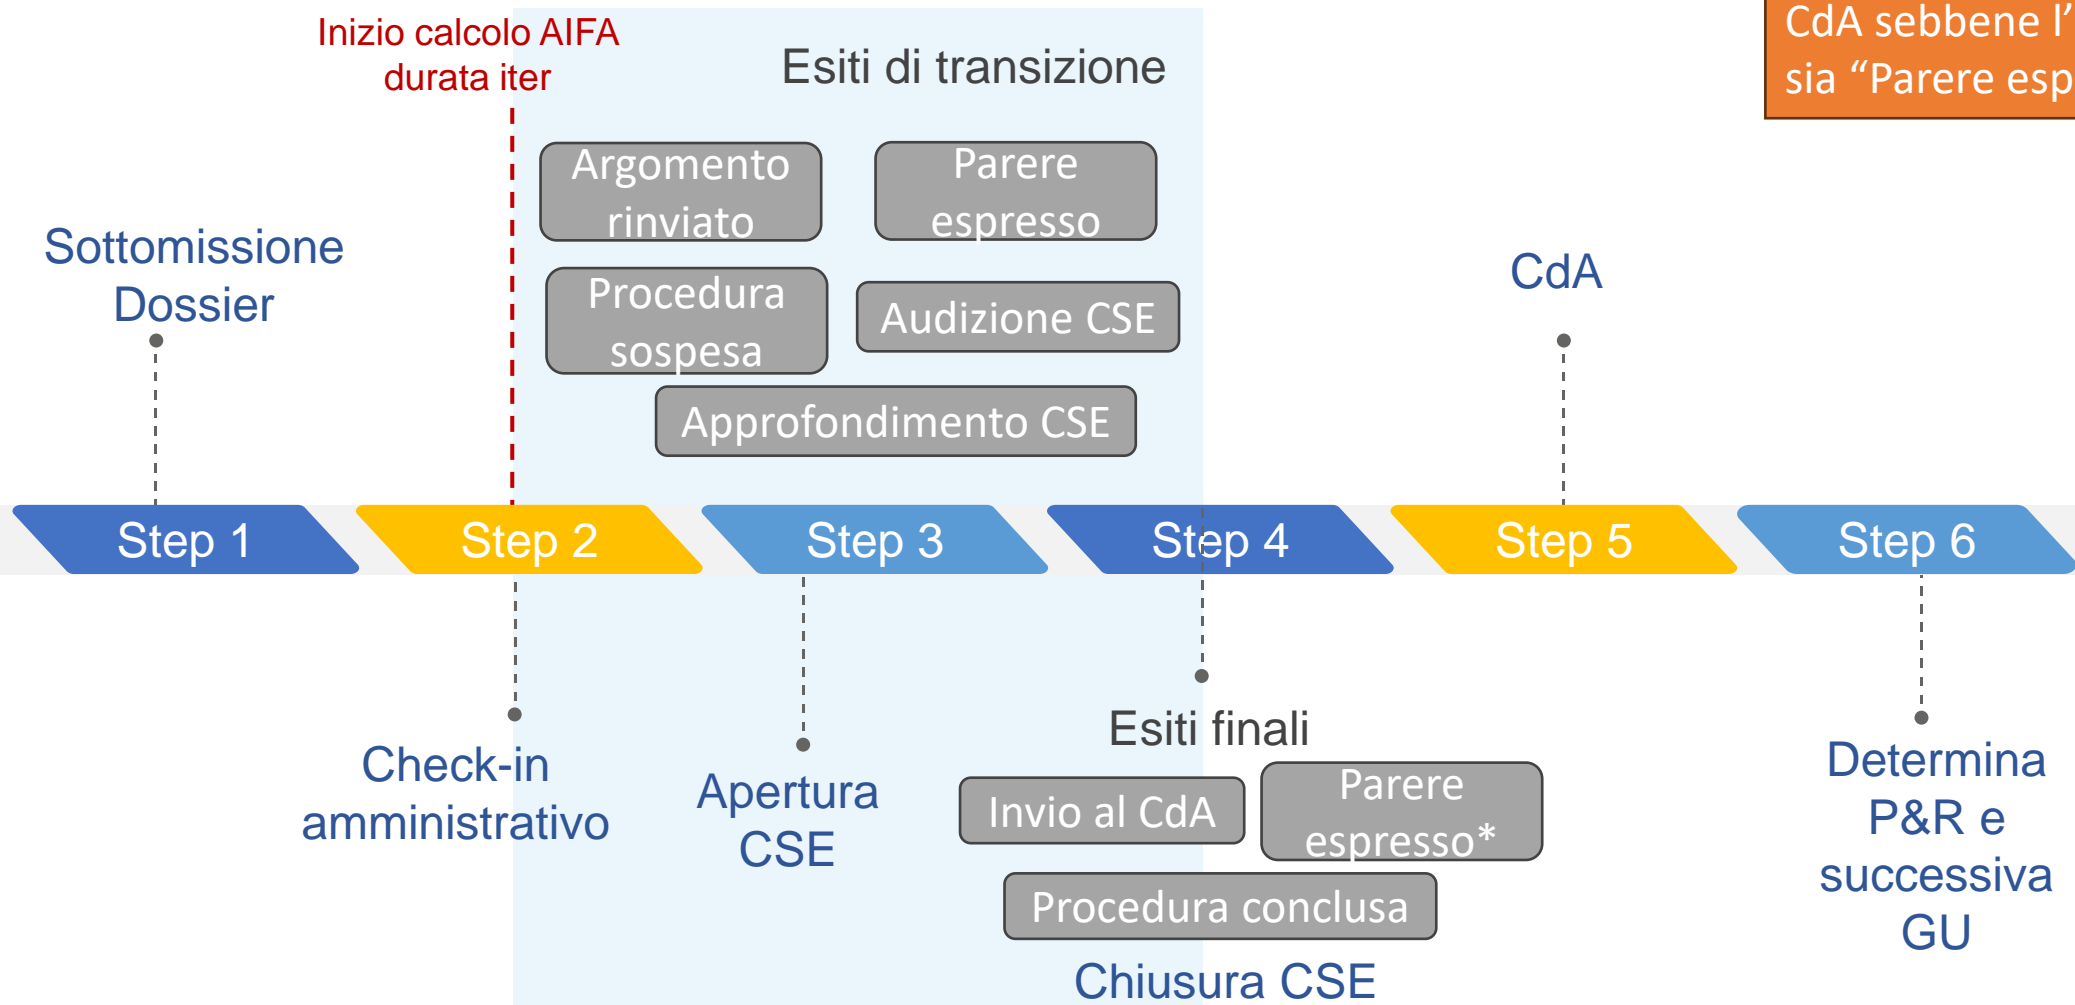 CdA sebbene l’
sia “Parere esp
Inizio calcolo AIFA
durata iter
Esiti di transizione
Argomento
rinviato
Parere
espresso
Sottomissione
Dossier
Procedura
sospesa
Audizione CSE
CdA
Approfondimento CSE
Step 1
Step 2
Step 3
Step 4
Step 5
Step 6
Check-in
amministrativo
Apertura
CSE
Esiti finali
Invio al CdA
Parere
espresso*
Procedura conclusa
Chiusura CSE
Determina
P&R e
successiva
GU